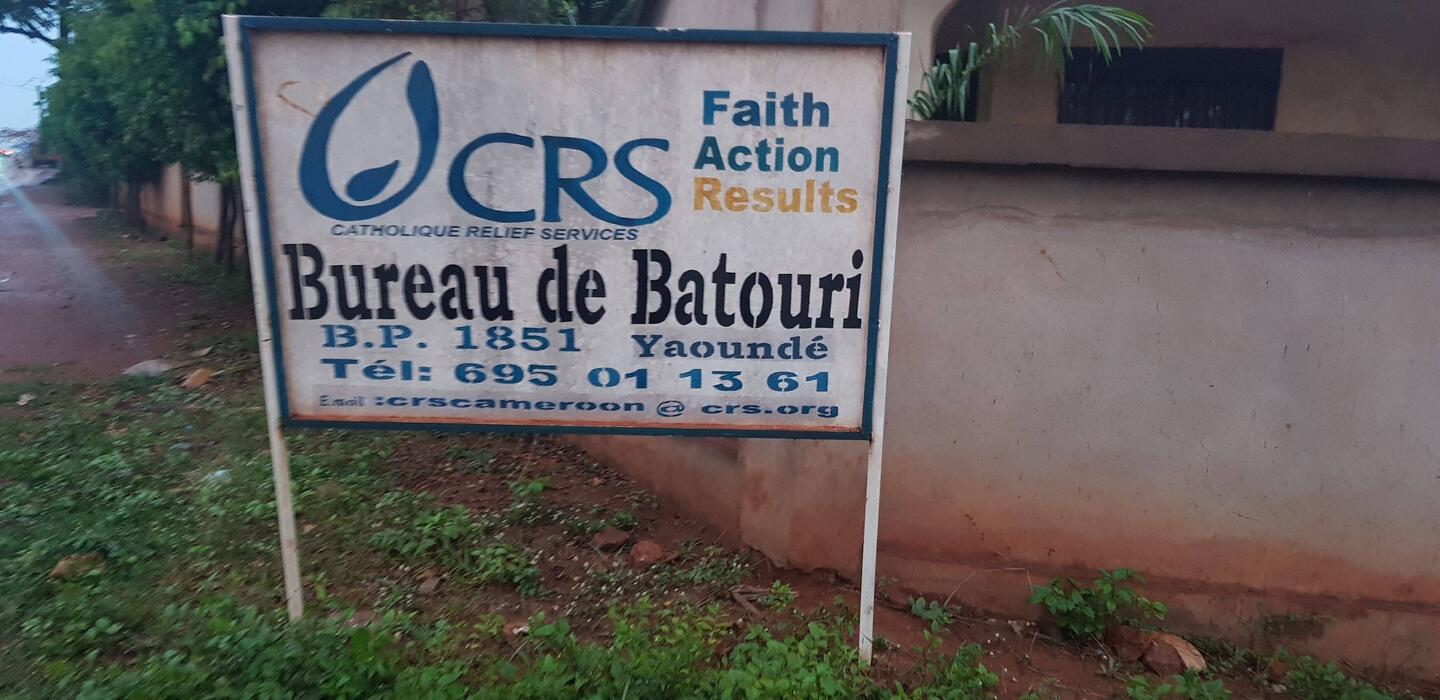 CRS
CATHOLIQUE RELIEF SERVICES
Faith
Action
Results
Bureau de Batouri
B.P. 1851 Yaoundé
Tél: 695 01 13 61
E.mail :crscameroon @ crs.org